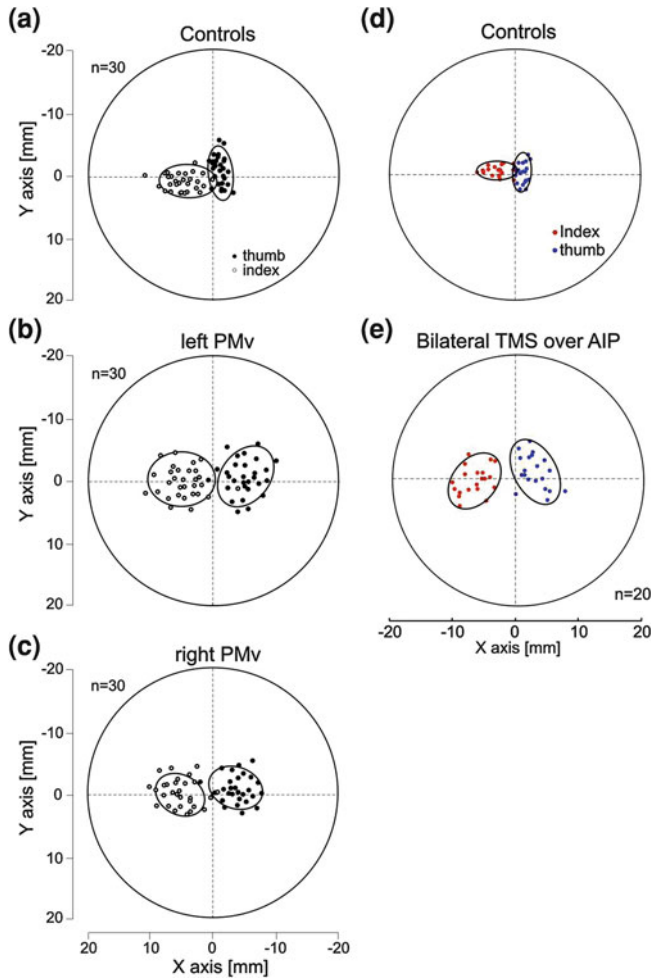 (a)
Controls
n=30
-20
-10
0
10
20
Y axis [mm]
thumb
index
(b)
left PMv
n=30
-20
-10
0
10
20
Y axis [mm]
(c)
right PMv
n=30
-20
-10
0
10
20
Y axis [mm]
20 10 0 -10 -20
X axis [mm]
(d)
Controls
Index
thumb
(e)
Bilateral TMS over AIP
n=20
-20 -10 0 10 20
X axis [mm]